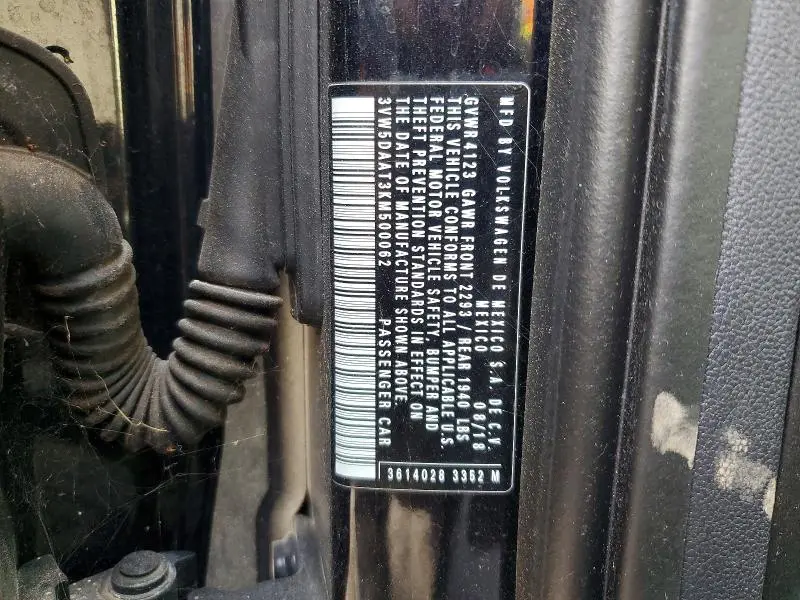 MFD BY VOLKSWAGEN DE MEXICO S.A. DE C.V
MEXICO 08/18
GVWR 4123 GAWR FRONT 2293 / REAR 1940 LBS
THIS VEHICLE CONFORMS TO ALL APPLICABLE U.S.
FEDERAL MOTOR VEHICLE SAFETY, BUMPER AND
THEFT PREVENTION STANDARDS IN EFFECT ON
THE DATE OF MANUFACTURE SHOWN ABOVE.
3VW5DAAT3KM500062 PASSENGER CAR
3614028 3352 M